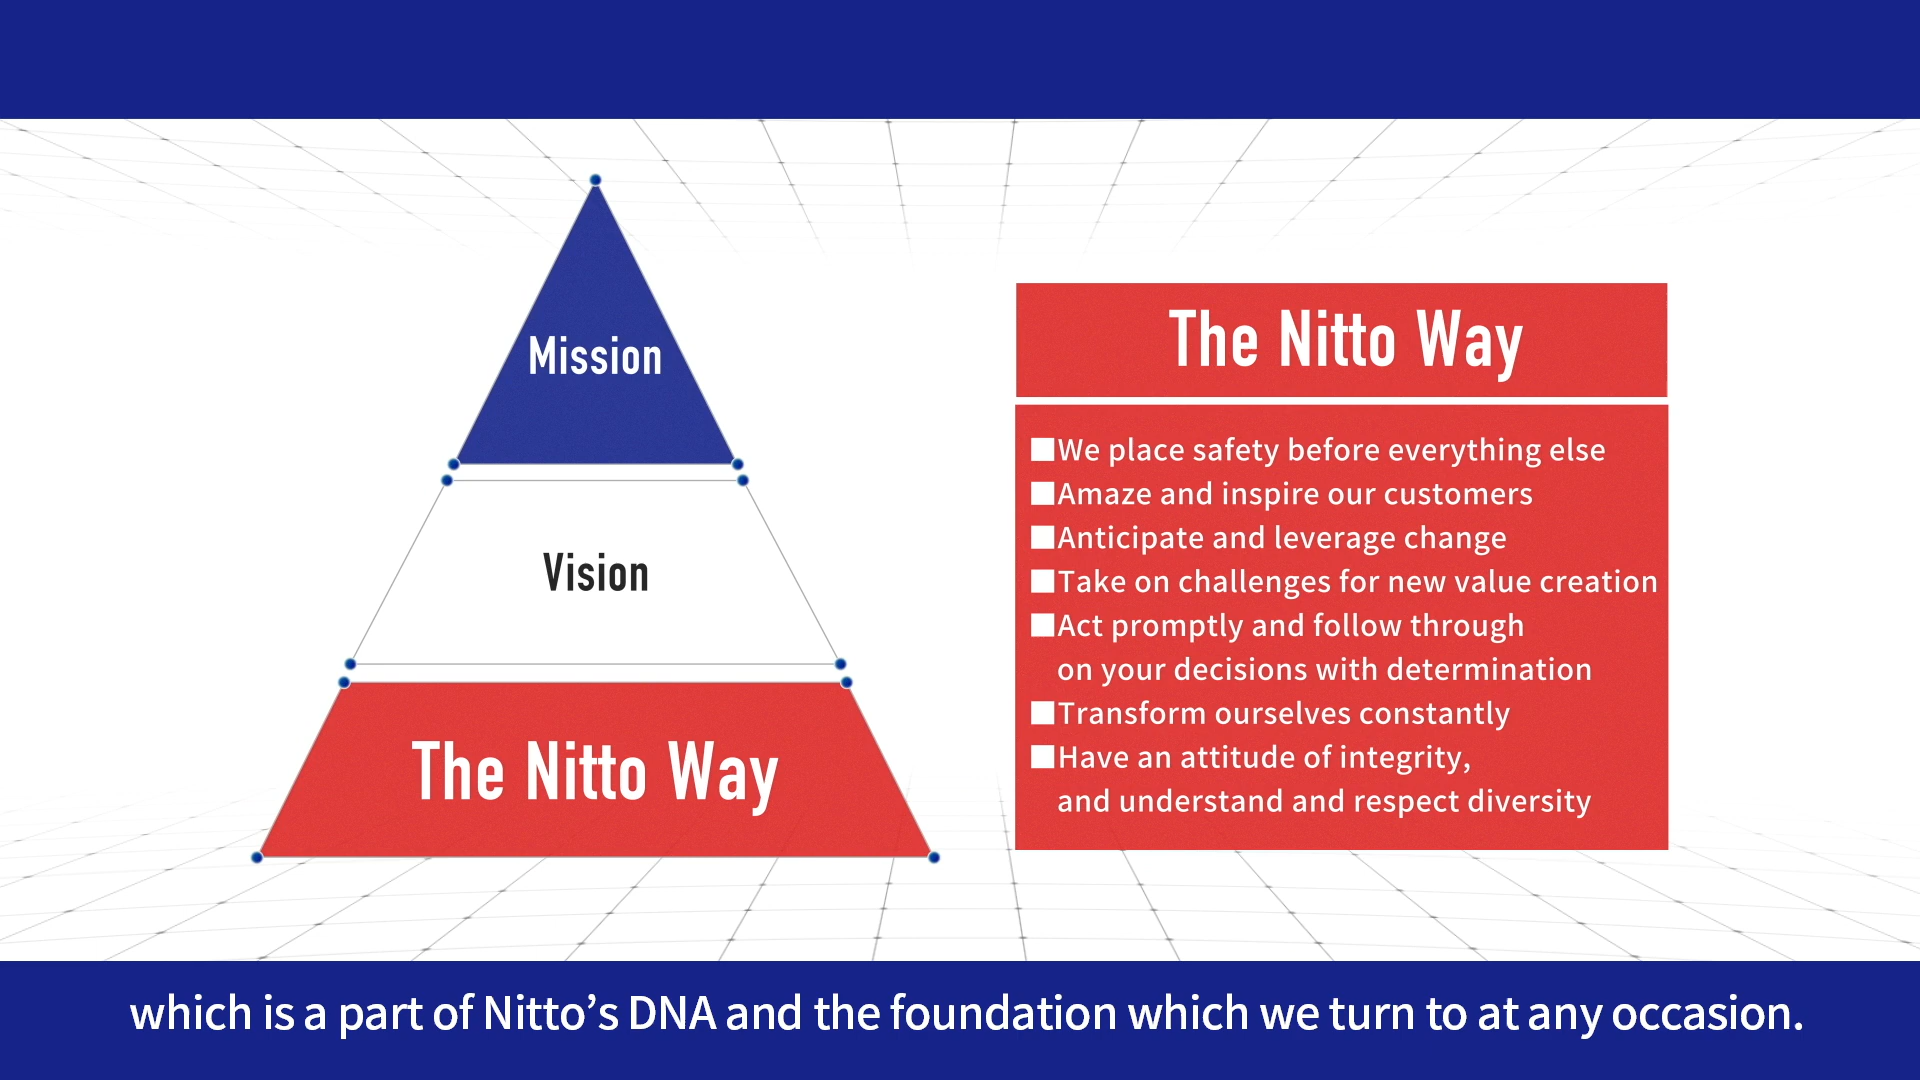 Mission
Vision
The Nitto Way
The Nitto Way
■We place safety before everything else
■Amaze and inspire our customers
■Anticipate and leverage change
■Take on challenges for new value creation
■Act promptly and follow through
on your decisions with determination
■Transform ourselves constantly
■Have an attitude of integrity,
and understand and respect diversity
which is a part of Nitto’s DNA and the foundation which we turn to at any occasion.